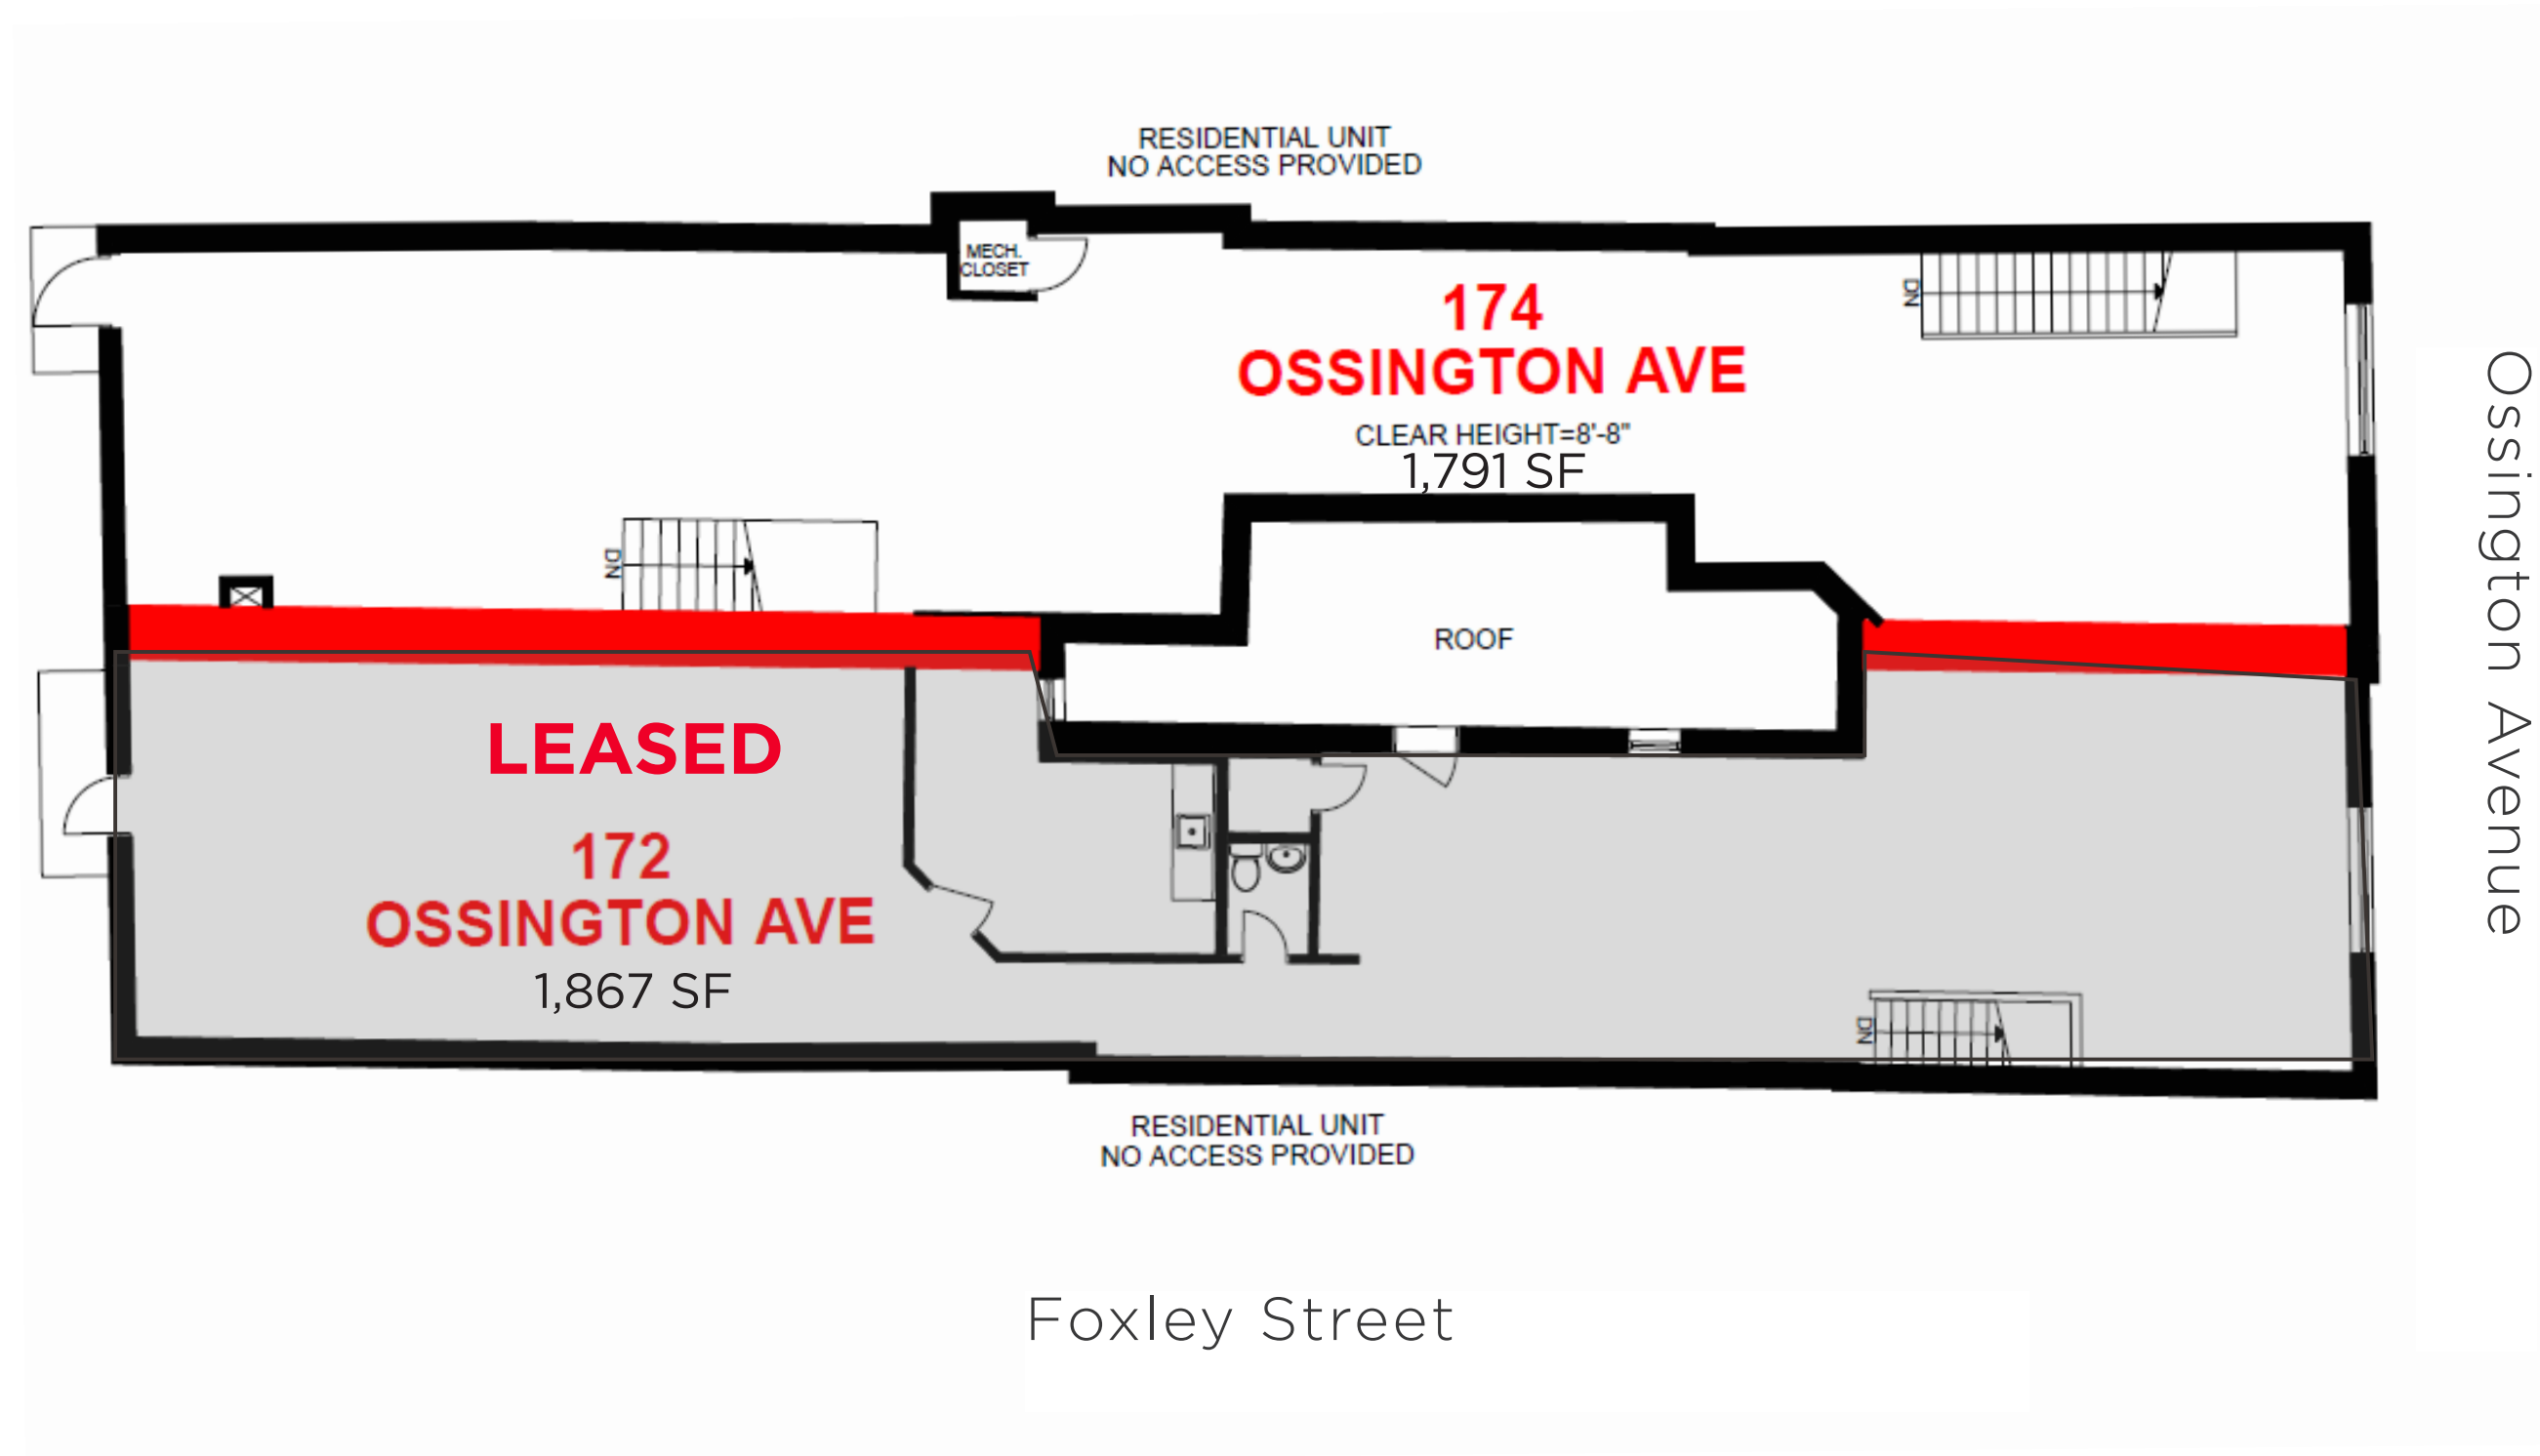 RESIDENTIAL UNIT
NO ACCESS PROVIDED
MECH.
CLOSET
174
OSSINGTON AVE
CLEAR HEIGHT=8'-8"
1,791 SF
DN
DN
ROOF
LEASED
172
OSSINGTON AVE
1,867 SF
DN
Ossington Avenue
RESIDENTIAL UNIT
NO ACCESS PROVIDED
Foxley Street